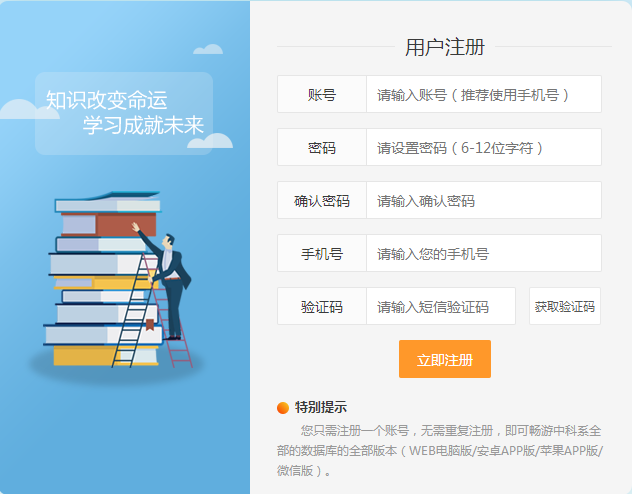 知识改变命运
学习成就未来
用户注册
账号 请输入账号（推荐使用手机号）
密码 请设置密码（6-12位字符）
确认密码 请输入确认密码
手机号 请输入您的手机号
验证码 请输入短信验证码 获取验证码
立即注册
特别提示
您只需注册一个账号，无需重复注册，即可畅游中科系全
部的数据库的全部版本（WEB电脑版/安卓APP版/苹果APP版/
微信版）。